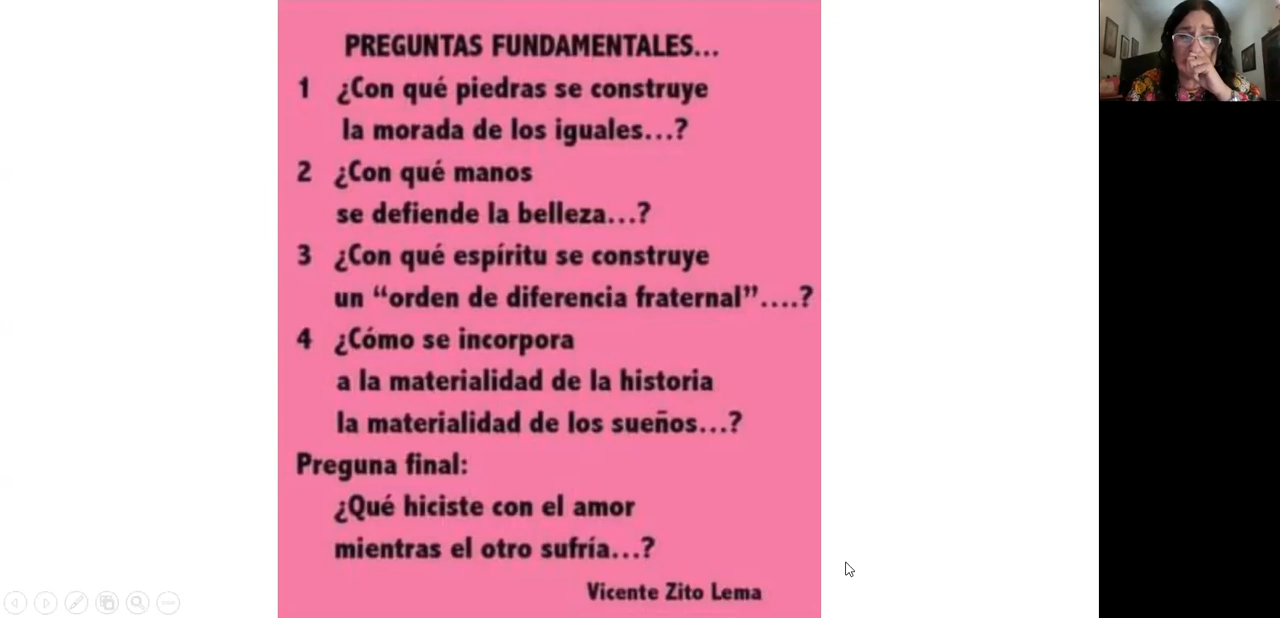 PREGUNTAS FUNDAMENTALES...
1 ¿Con qué piedras se construye
la morada de los iguales...?
2 ¿Con qué manos
se defiende la belleza...?
3 ¿Con qué espíritu se construye
un “orden de diferencia fraternal”....?
4 ¿Cómo se incorpora
a la materialidad de la historia
la materialidad de los sueños...?
Preguna final:
¿Qué hiciste con el amor
mientras el otro sufría...?
Vicente Zito Lema